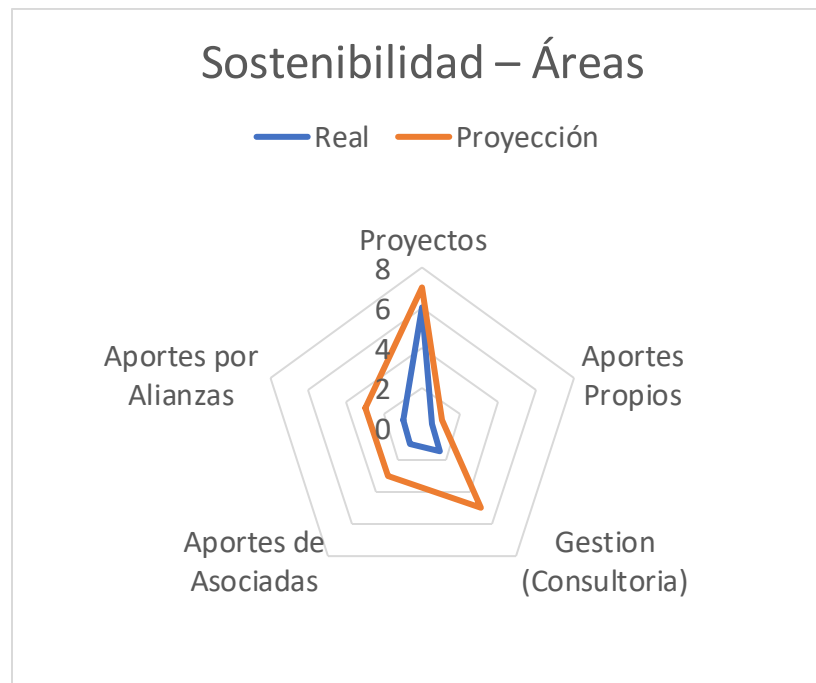 Sostenibilidad – Áreas
Real
Proyección
Proyectos
8
6
4
2
0
Aportes
Propios
Gestion
(Consultoria)
Aportes de
Asociadas
Aportes por
Alianzas